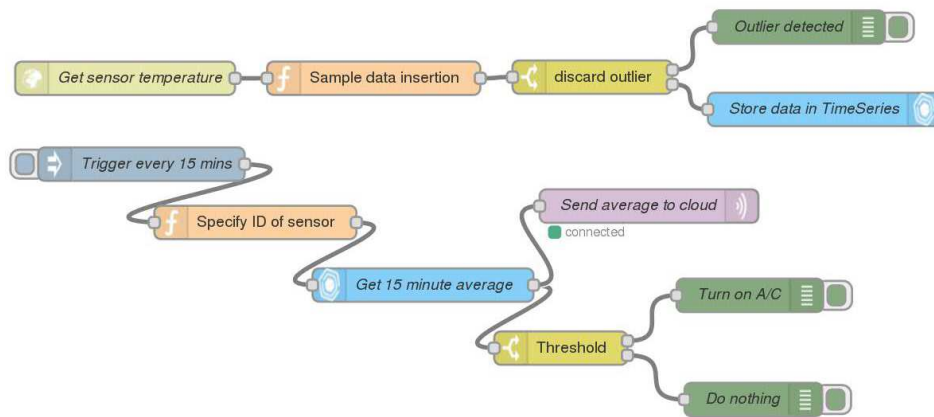 Outlier detected
Get sensor temperature
Sample data insertion
discard outlier
Store data in TimeSeries
Trigger every 15 mins
Specify ID of sensor
Send average to cloud
connected
Get 15 minute average
Turn on A/C
Threshold
Do nothing